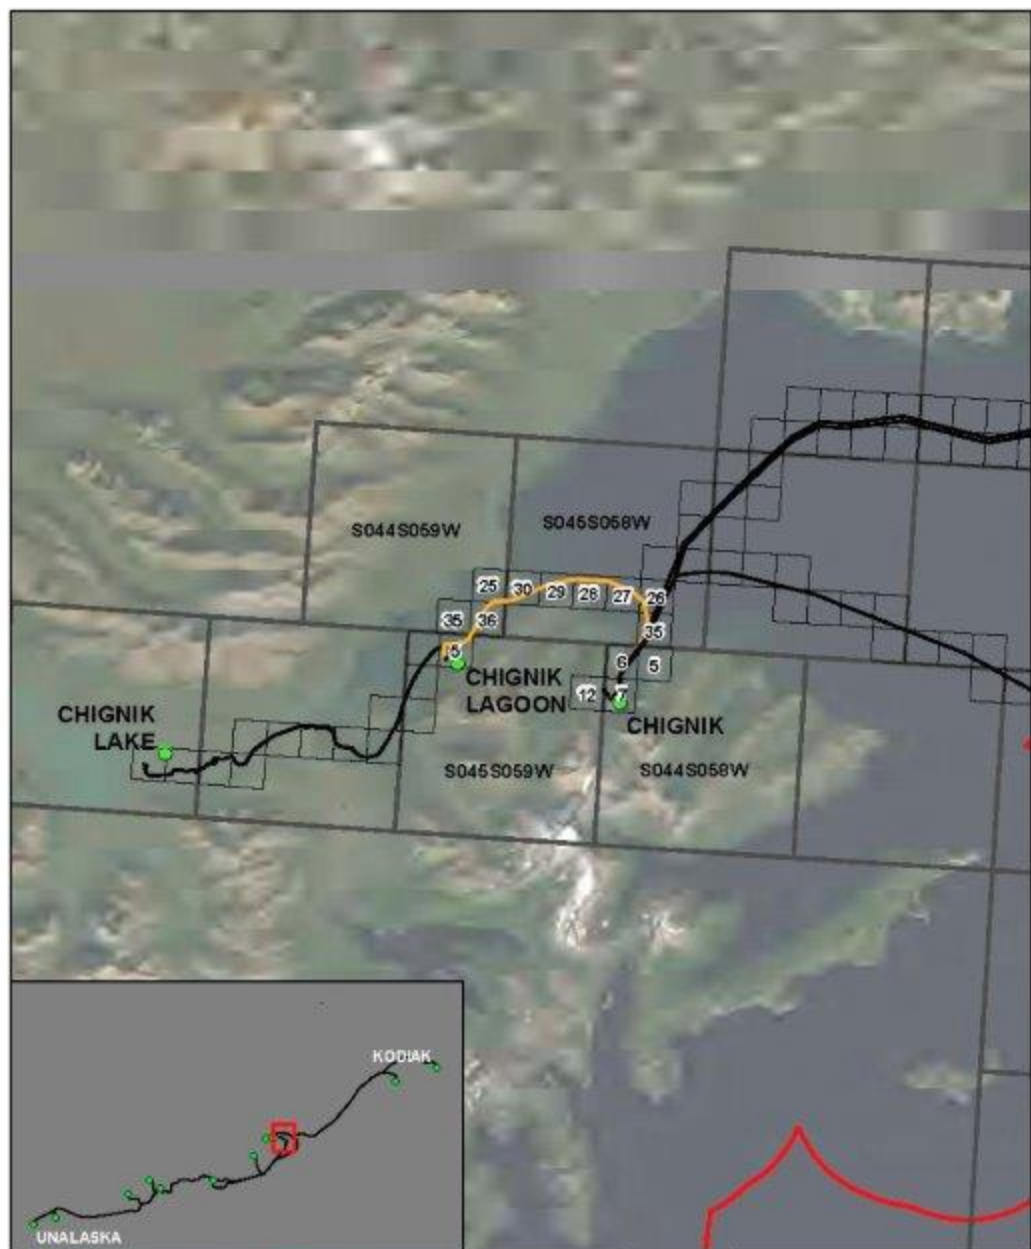 S044S059W
S045S058W
25
30
29
28
27
26
35
36
35
5
6
5
12
7
CHIGNIK
LAGOON
CHIGNIK
LAKE
CHIGNIK
S045S059W
S044S058W
KODIAK
UNALASKA